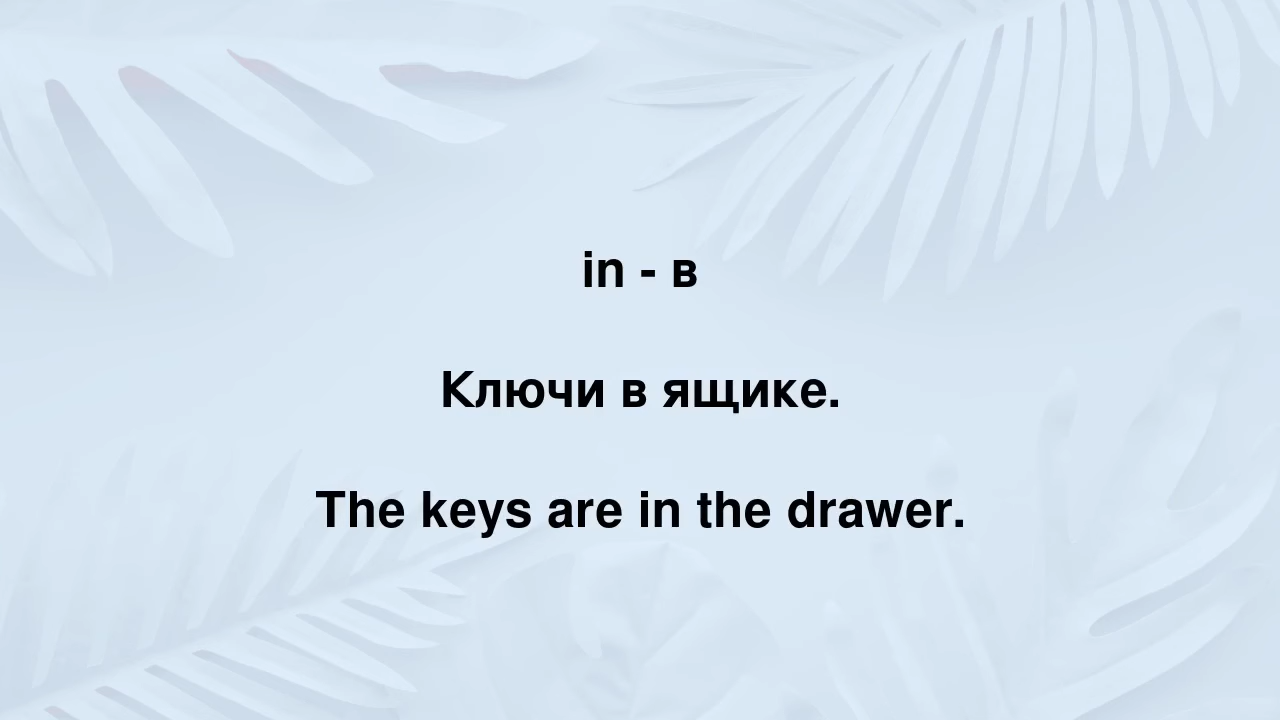 in - в
Ключи в ящике.
The keys are in the drawer.